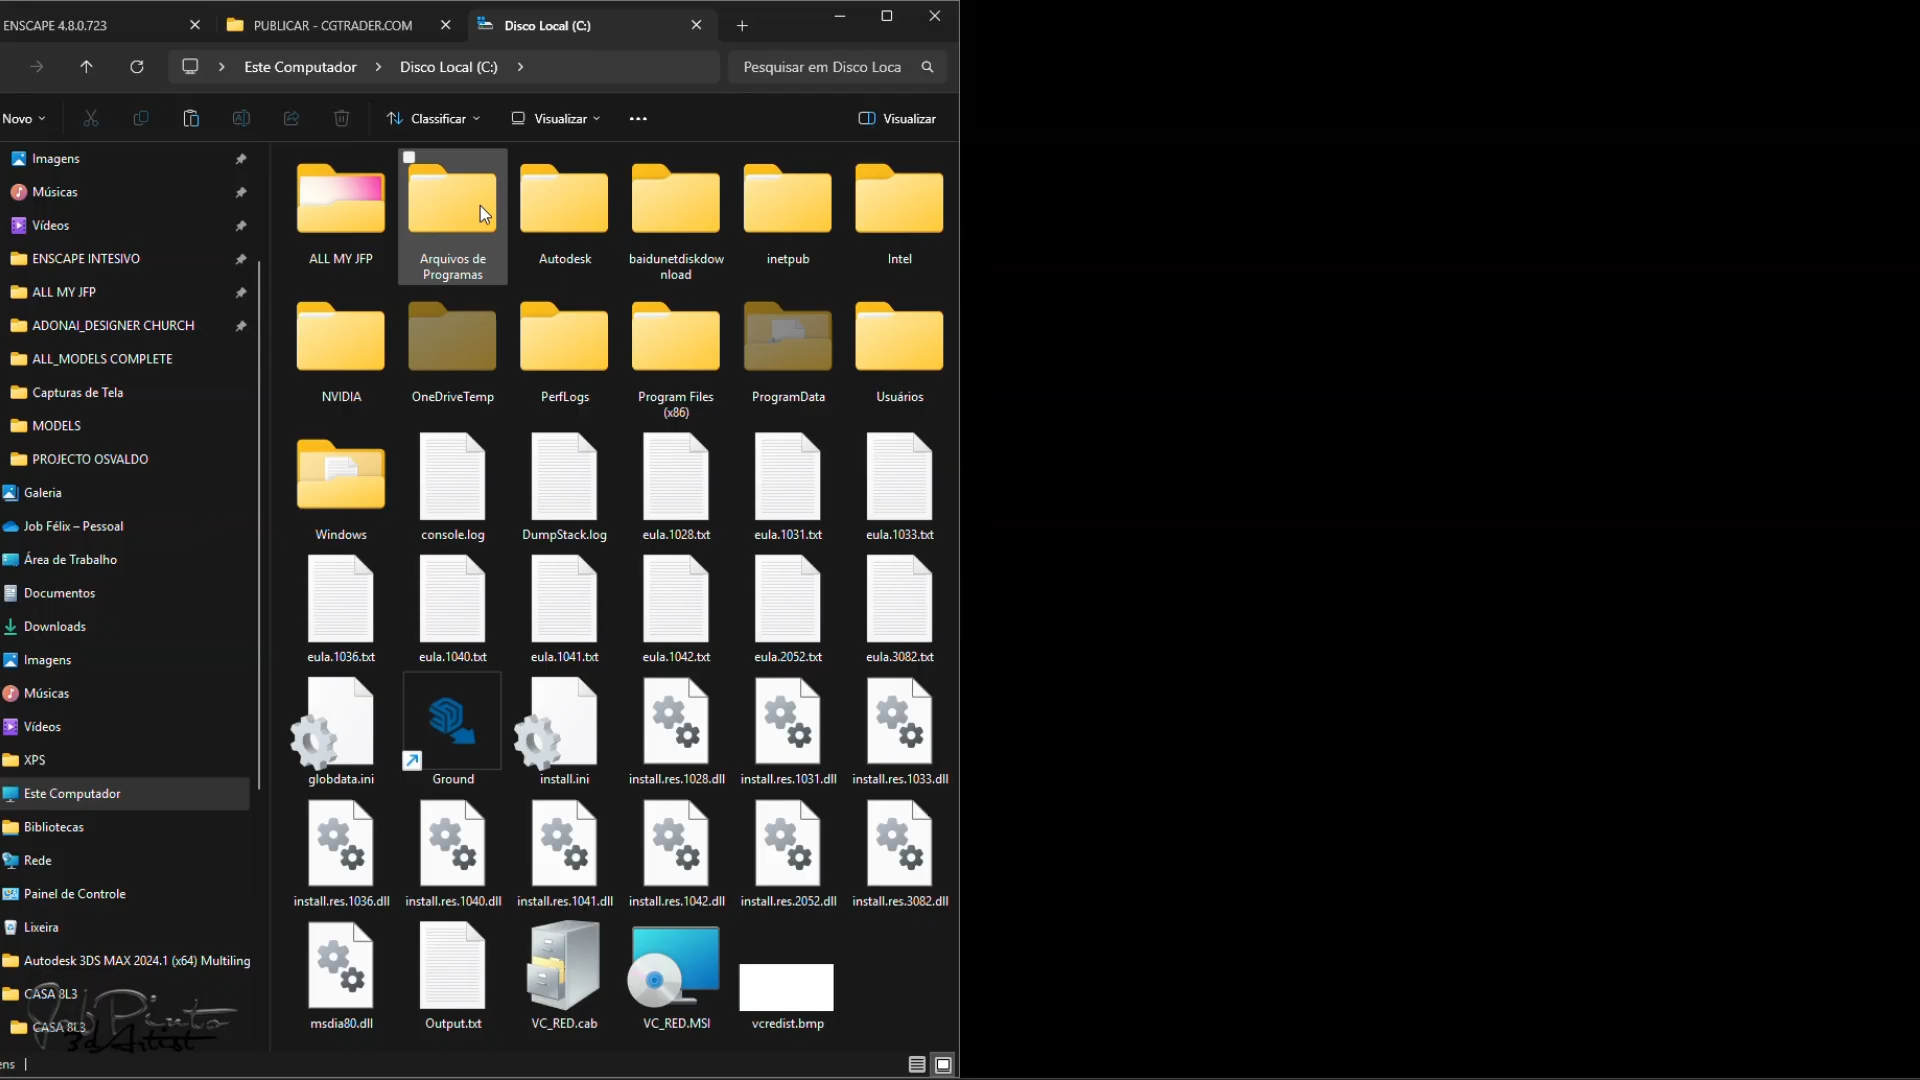 ENSCAPE 4.8.0.723
PUBLICAR - CGTRADER.COM
Disco Local (C:)
Este Computador
Disco Local (C:)
Pesquisar em Disco Loca
Novo
Classificar
Visualizar
Visualizar
Imagens
Músicas
Vídeos
ENSCAPE INTESIVO
ALL MY JFP
ADONAI_DESIGNER CHURCH
ALL_MODELS COMPLETE
Capturas de Tela
MODELS
PROJECTO OSVALDO
Galeria
Job Félix – Pessoal
Área de Trabalho
Documentos
Downloads
Imagens
Músicas
Vídeos
XPS
Este Computador
Bibliotecas
Rede
Painel de Controle
Lixeira
Autodesk 3DS MAX 2024.1 (x64) Multiling
CASA 8L3
CASA 8L3
Job Pinto
3d Artist
ens
ALL MY JFP
Arquivos de
Programas
Autodesk
baidunetdiskdow
nload
inetpub
Intel
NVIDIA
OneDriveTemp
PerfLogs
Program Files
(x86)
ProgramData
Usuários
Windows
console.log
DumpStack.log
eula.1028.txt
eula.1031.txt
eula.1033.txt
eula.1036.txt
eula.1040.txt
eula.1041.txt
eula.1042.txt
eula.2052.txt
eula.3082.txt
globdata.ini
Ground
install.ini
install.res.1028.dll
install.res.1031.dll
install.res.1033.dll
install.res.1036.dll
install.res.1040.dll
install.res.1041.dll
install.res.1042.dll
install.res.2052.dll
install.res.3082.dll
msdia80.dll
Output.txt
VC_RED.cab
VC_RED.MSI
vcredist.bmp